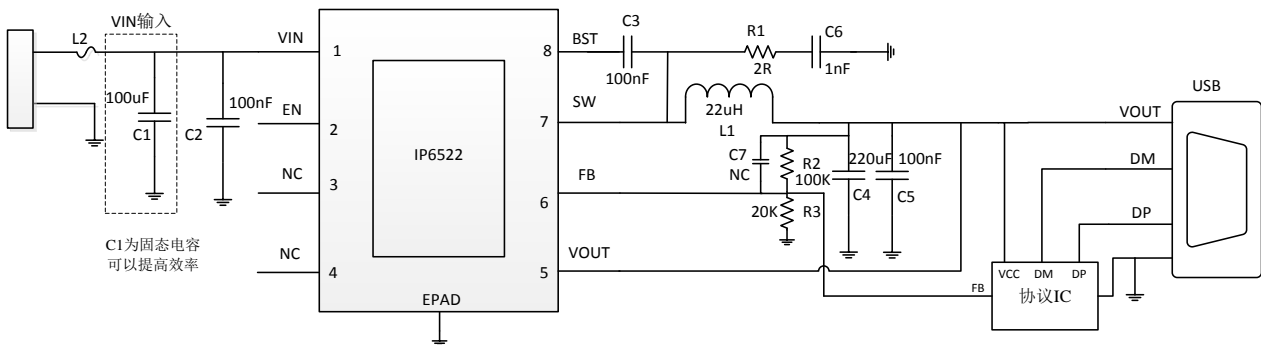 VIN输入
L2
100uF
C1
C1为固态电容
可以提高效率
100nF
C2
VIN
EN
NC
NC
1
2
3
4
IP6522
EPAD
8
7
6
5
BST
SW
FB
VOUT
C3
100nF
R1
2R
C6
1nF
22uH
L1
C7
NC
R2
100K
20K
R3
220uF
C4
100nF
C5
VOUT
DM
DP
USB
VCC
DM
DP
FB
协议IC